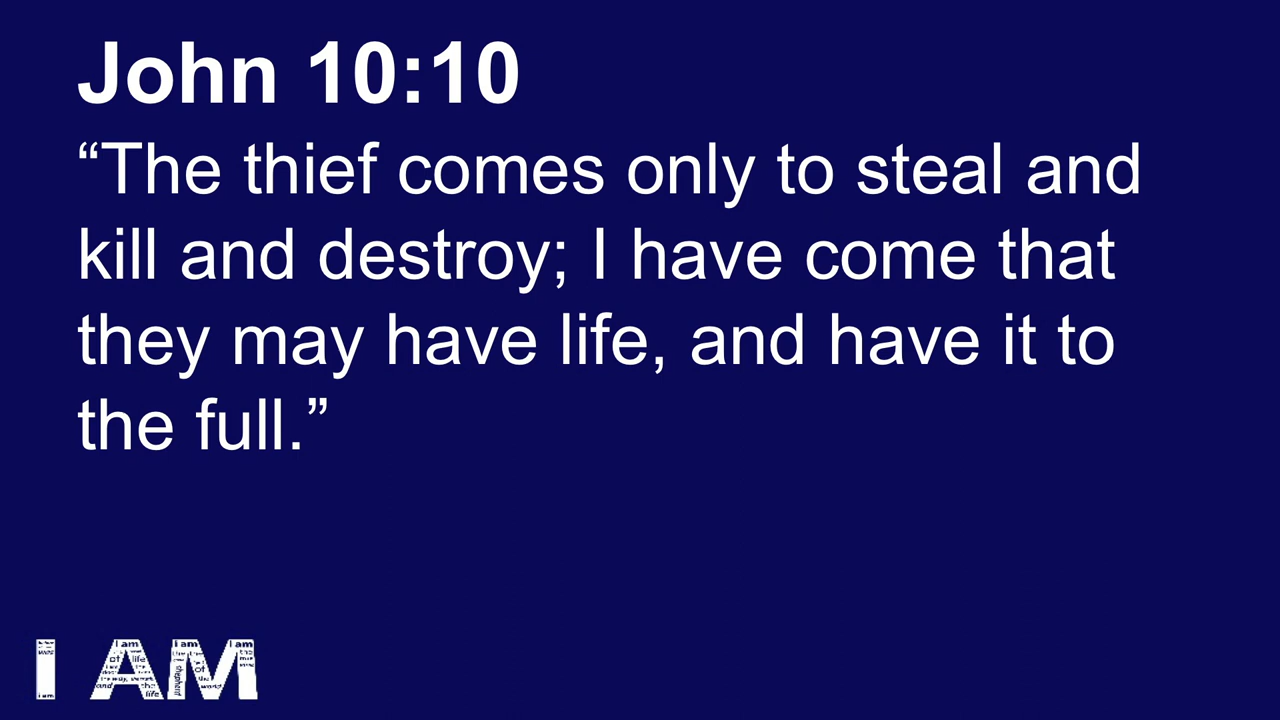 John 10:10
“The thief comes only to steal and
kill and destroy; I have come that
they may have life, and have it to
the full.”
I AM